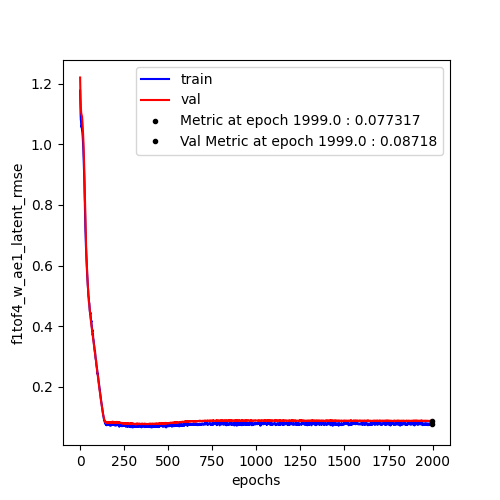 train
val
Metric at epoch 1999.0 : 0.077317
Val Metric at epoch 1999.0 : 0.08718
f1tof4_w_ae1_latent_rmse
1.2
1.0
0.8
0.6
0.4
0.2
0 250 500 750 1000 1250 1500 1750 2000
epochs